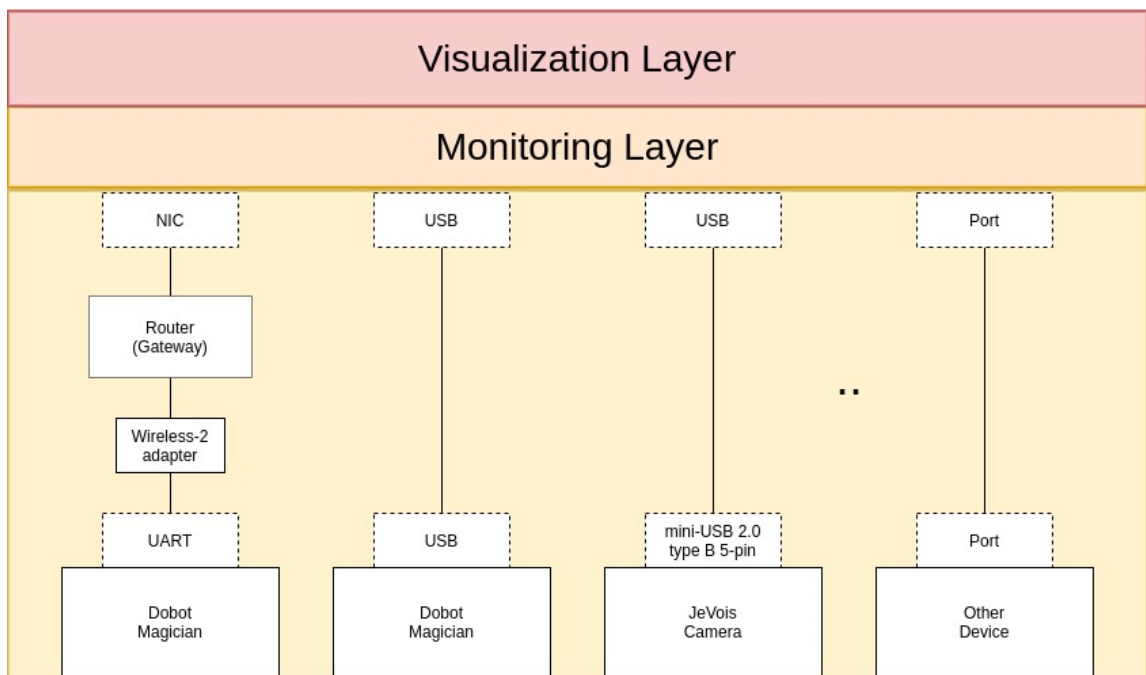 Visualization Layer
Monitoring Layer
NIC
USB
USB
Port
Router
(Gateway)
..
Wireless-2
adapter
UART
USB
mini-USB 2.0
type B 5-pin
Port
Dobot
Magician
Dobot
Magician
JeVois
Camera
Other
Device